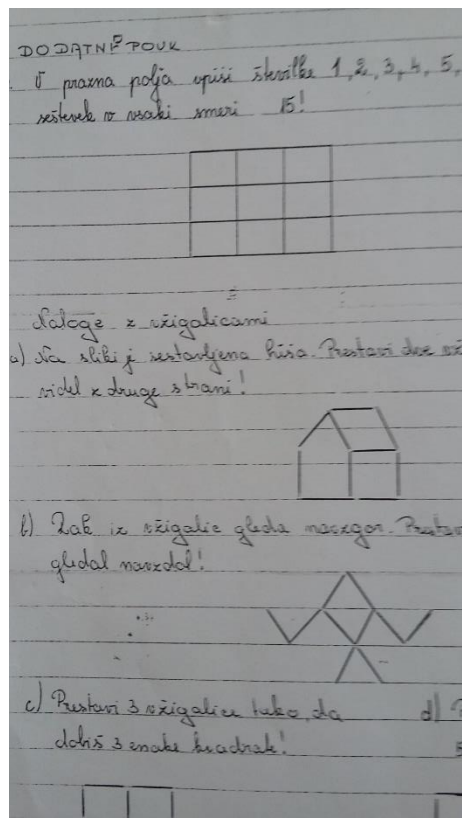 DODATNI POUK
V prazna polja vpiši številke 1, 2, 3, 4, 5,
seštevek v vsaki smeri 15!
Naloge z vžigalicami
a) Na sliki je sestavljena hiša. Prestavi dve
videl z druge strani!
b) Rak iz vžigalic gleda navzgor.
gledal navzdol!
c) Prestavi 3 vžigalice tako, da
dobiš 3 enake kvadrate!
d)